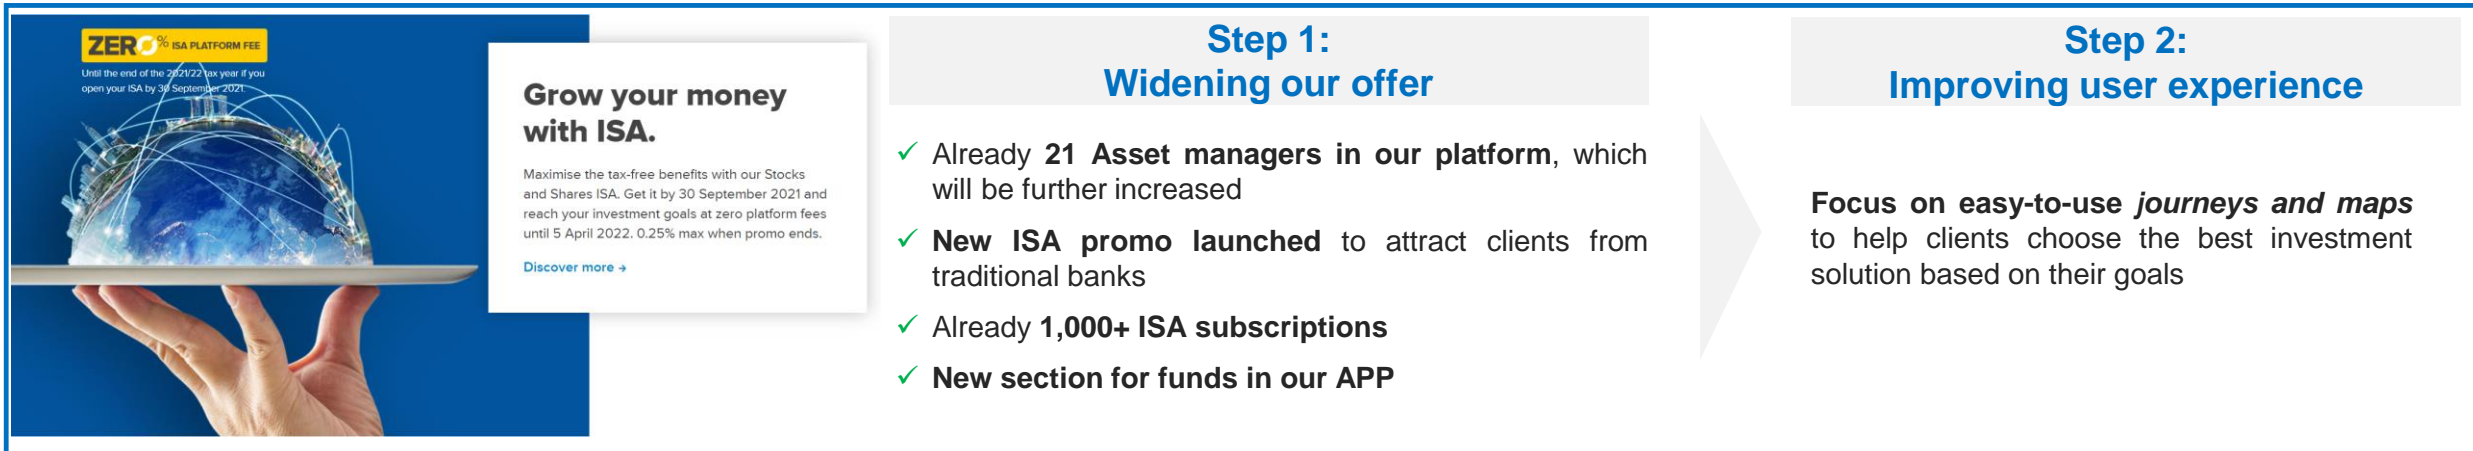 ZERO% ISA PLATFORM FEE
Until the end of the 2021/22 tax year if you
open your ISA by 30 September 2021.
Grow your money
with ISA.
Maximise the tax-free benefits with our Stocks
and Shares ISA. Get it by 30 September 2021 and
reach your investment goals at zero platform fees
until 5 April 2022. 0.25% max when promo ends.
Discover more →
Step 1:
Widening our offer
✓ Already 21 Asset managers in our platform, which
will be further increased
✓ New ISA promo launched to attract clients from
traditional banks
✓ Already 1,000+ ISA subscriptions
✓ New section for funds in our APP
Step 2:
Improving user experience
Focus on easy-to-use journeys and maps
to help clients choose the best investment
solution based on their goals